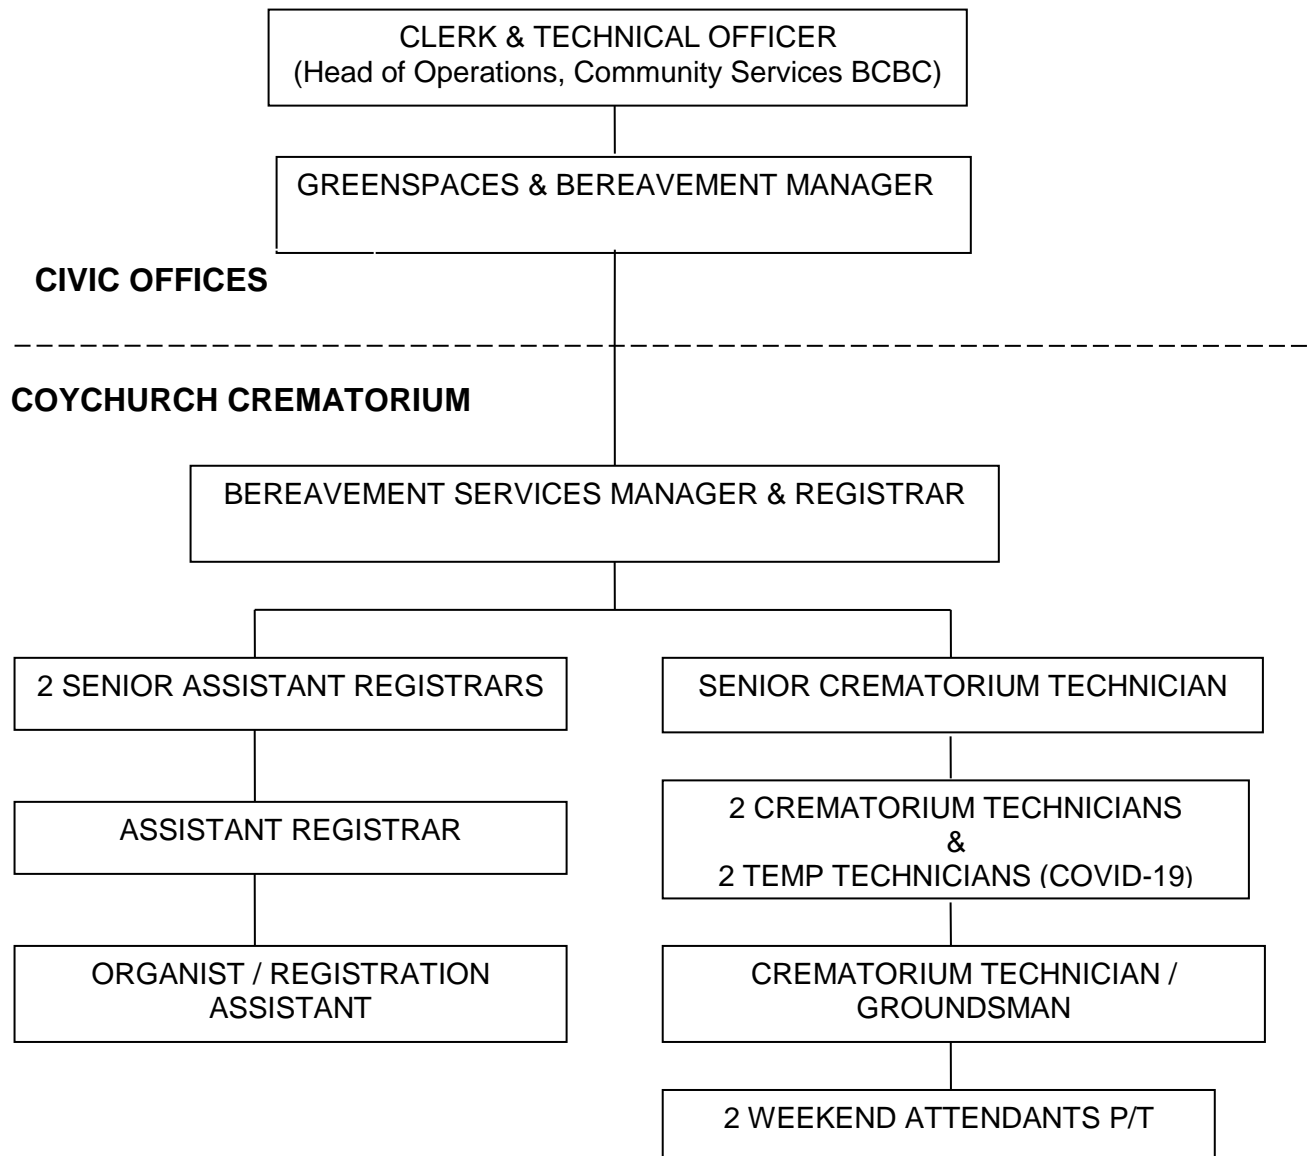 CLERK & TECHNICAL OFFICER
(Head of Operations, Community Services BCBC)
GREENSPACES & BEREAVEMENT MANAGER
CIVIC OFFICES
COYCHURCH CREMATORIUM
BEREAVEMENT SERVICES MANAGER & REGISTRAR
2 SENIOR ASSISTANT REGISTRARS
ASSISTANT REGISTRAR
ORGANIST / REGISTRATION
ASSISTANT
SENIOR CREMATORIUM TECHNICIAN
2 CREMATORIUM TECHNICIANS
&
2 TEMP TECHNICIANS (COVID-19)
CREMATORIUM TECHNICIAN /
GROUNDSMAN
2 WEEKEND ATTENDANTS P/T